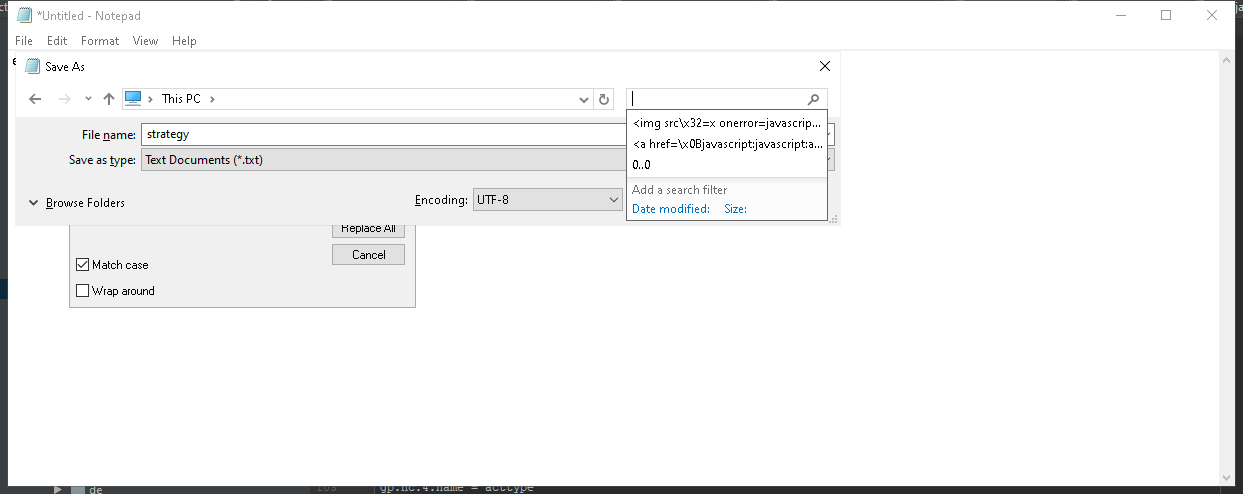 *Untitled - Notepad
File Edit Format View Help
Save As
This PC
File name: strategy
Save as type: Text Documents (*.txt)
<img src\x32=x onerror=javascrip...
<a href=\x0Bjavascript:javascript:a...
0..0
Add a search filter
Date modified: Size:
Browse Folders
Encoding: UTF-8
Replace All
Cancel
Match case
Wrap around
de
gp.nc.4.name = acttype